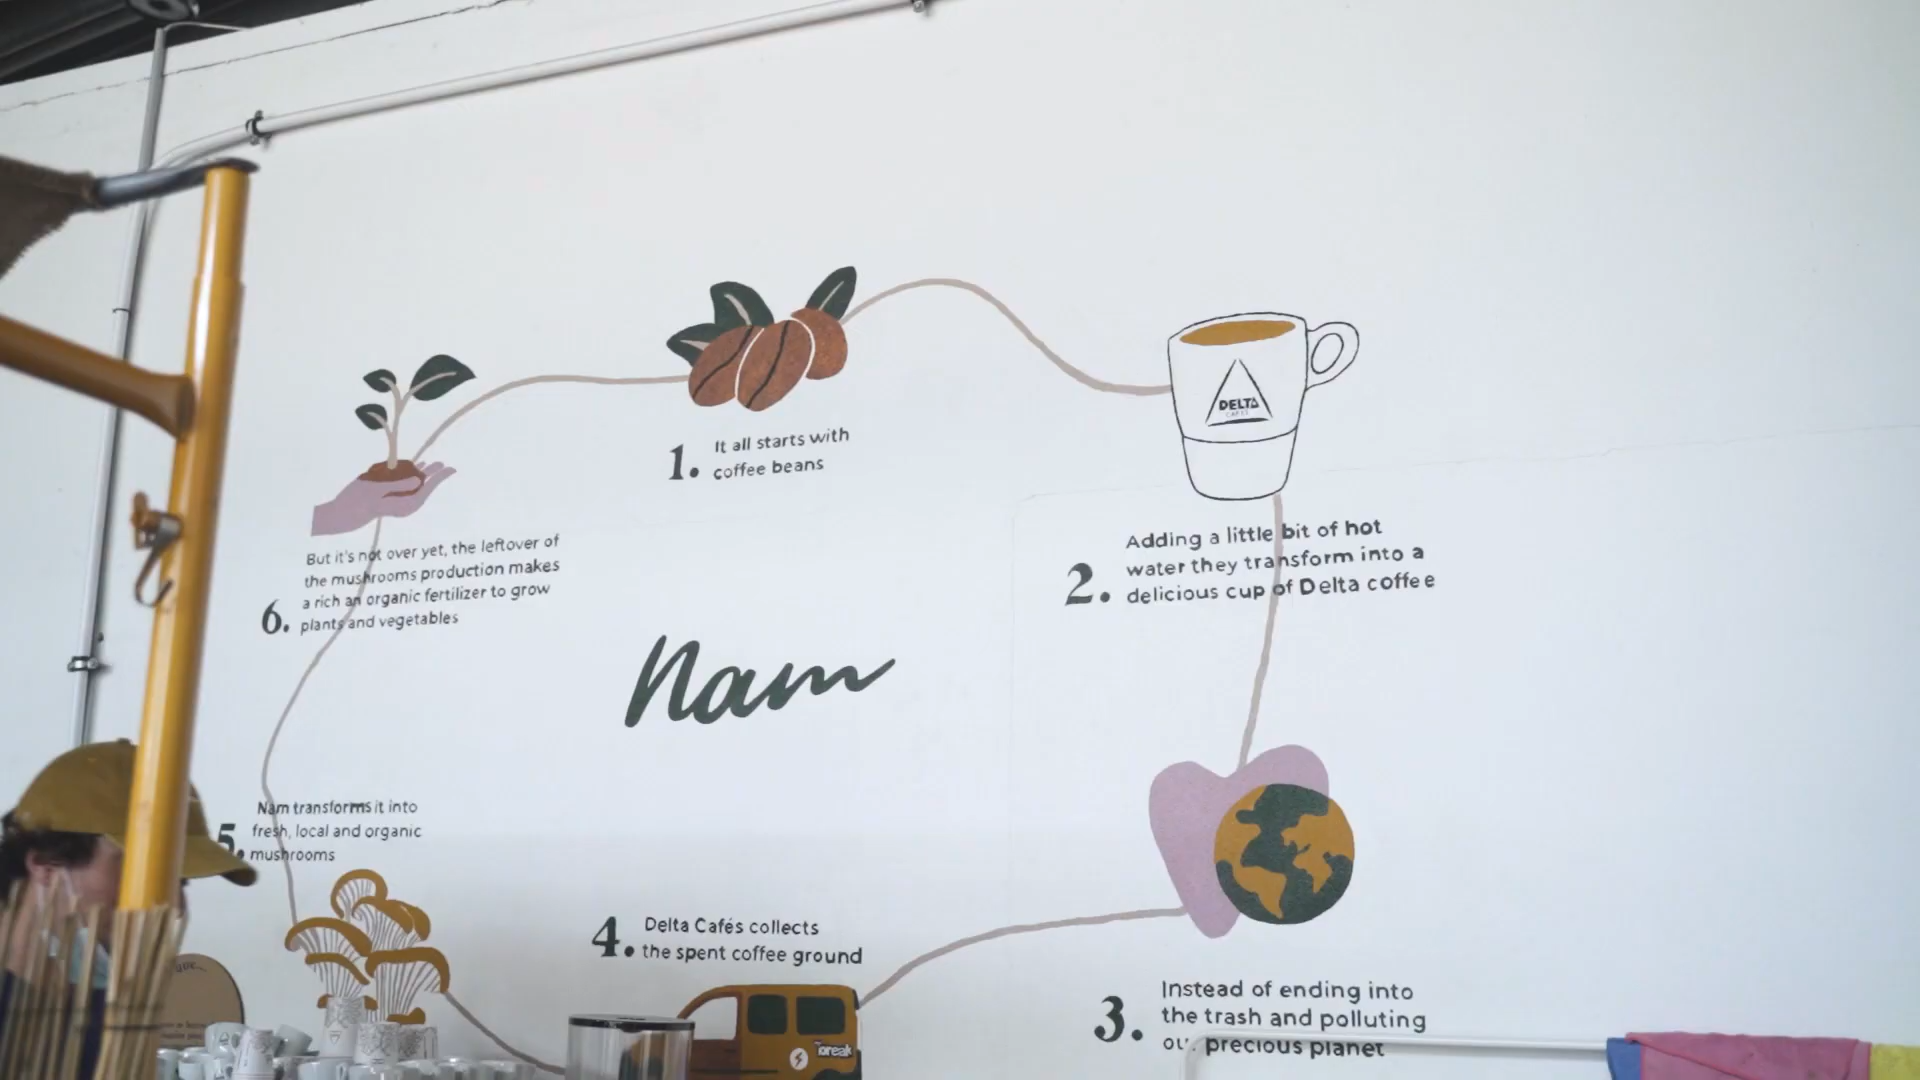 1. It all starts with
coffee beans
DELTA
CAFÉS
2. Adding a little bit of hot
water they transform into a
delicious cup of Delta coffee
3. Instead of ending into
the trash and polluting
precious planet
4. Delta Cafés collects
the spent coffee ground
break
5. Nam transforms it into
fresh, local and organic
mushrooms
6. But it's not over yet, the leftover of
the mushrooms production makes
a rich an organic fertilizer to grow
plants and vegetables
Nam